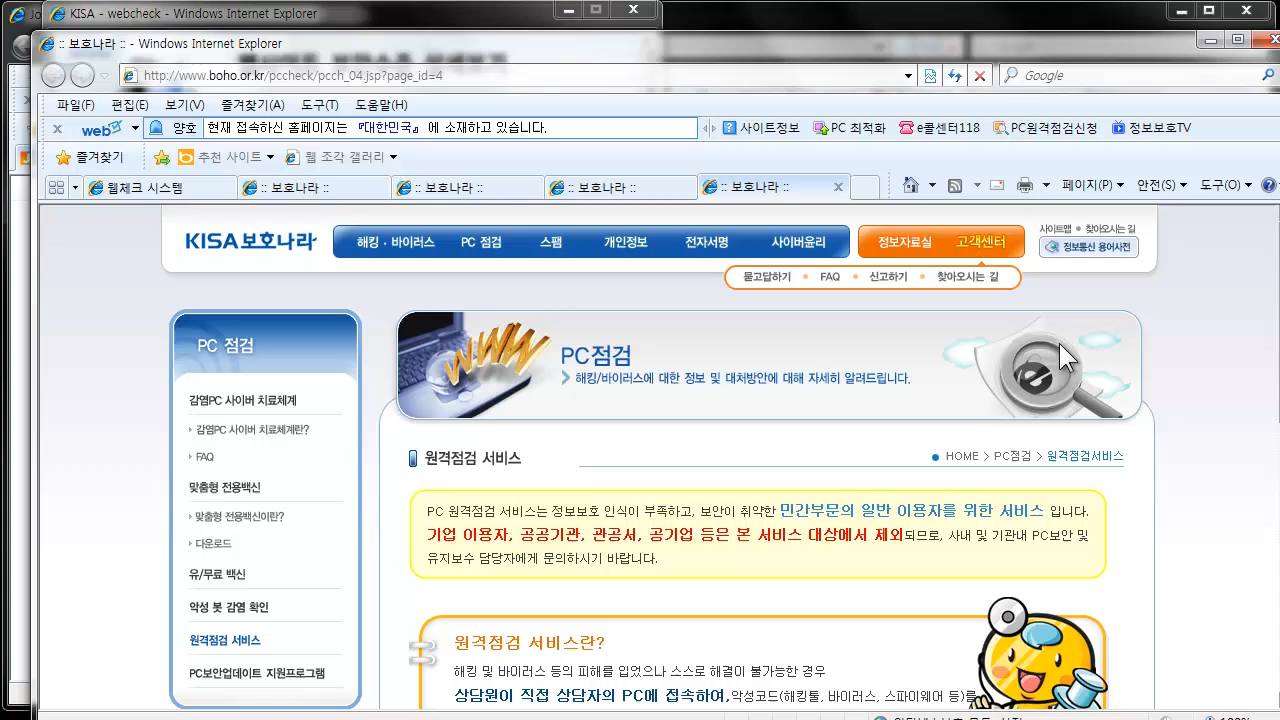 KISA - webcheck - Windows Internet Explorer
:: 보호나라 :: - Windows Internet Explorer
http://www.boho.or.kr/pccheck/pcch_04.jsp?page_id=4
Google
파일(F) 편집(E) 보기(V) 즐겨찾기(A) 도구(T) 도움말(H)
web 양호 현재 접속하신 홈페이지는 『대한민국』 에 소재하고 있습니다. 사이트정보 PC 최적화 e콜센터118 PC원격점검신청 정보보호TV
즐겨찾기 추천 사이트 웹 조각 갤러리
웹체크 시스템 :: 보호나라 :: :: 보호나라 :: :: 보호나라 :: :: 보호나라 :: 페이지(P) 안전(S) 도구(O)
사이트맵 찾아오시는 길
KISA보호나라 해킹·바이러스 PC 점검 스팸 개인정보 전자서명 사이버윤리 정보자료실 고객센터 정보통신 용어사전
묻고답하기 FAQ 신고하기 찾아오시는 길
PC 점검
감염PC 사이버 치료체계
감염PC 사이버 치료체계란?
FAQ
맞춤형 전용백신
맞춤형 전용백신이란?
다운로드
유/무료 백신
악성 봇 감염 확인
원격점검 서비스
PC보안업데이트 지원프로그램
WWW
PC점검
해킹/바이러스에 대한 정보 및 대처방안에 대해 자세히 알려드립니다.
원격점검 서비스
HOME > PC점검 > 원격점검서비스
PC 원격점검 서비스는 정보보호 인식이 부족하고, 보안이 취약한 민간부문의 일반 이용자를 위한 서비스 입니다.
기업 이용자, 공공기관, 관공서, 공기업 등은 본 서비스 대상에서 제외되므로, 사내 및 기관내 PC보안 및
유지보수 담당자에게 문의하시기 바랍니다.
원격점검 서비스란?
해킹 및 바이러스 등의 피해를 입었으나 스스로 해결이 불가능한 경우
상담원이 직접 상담자의 PC에 접속하여, 악성코드(해킹툴, 바이러스, 스파이웨어 등)를